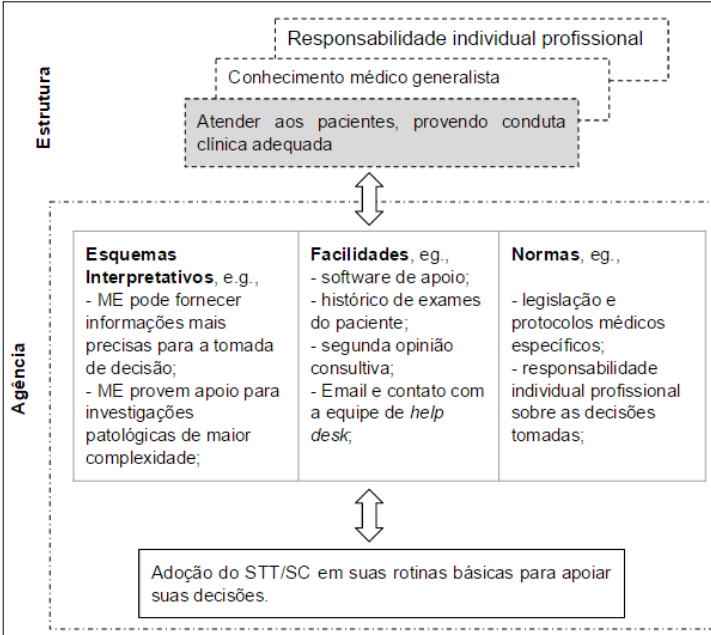 Estrutura
Responsabilidade individual profissional
Conhecimento médico generalista
Atender aos pacientes, provendo conduta
clínica adequada
Agência
Esquemas
Interpretativos, e.g.,
- ME pode fornecer
informações mais
precisas para a tomada
de decisão;
- ME provem apoio para
investigações
patológicas de maior
complexidade;
Facilidades, eg.,
- software de apoio;
- histórico de exames
do paciente;
- segunda opinião
consultiva;
- Email e contato com
a equipe de help
desk;
Normas, eg.,
- legislação e
protocolos médicos
específicos;
- responsabilidade
individual profissional
sobre as decisões
tomadas;
Adoção do STT/SC em suas rotinas básicas para apoiar
suas decisões.